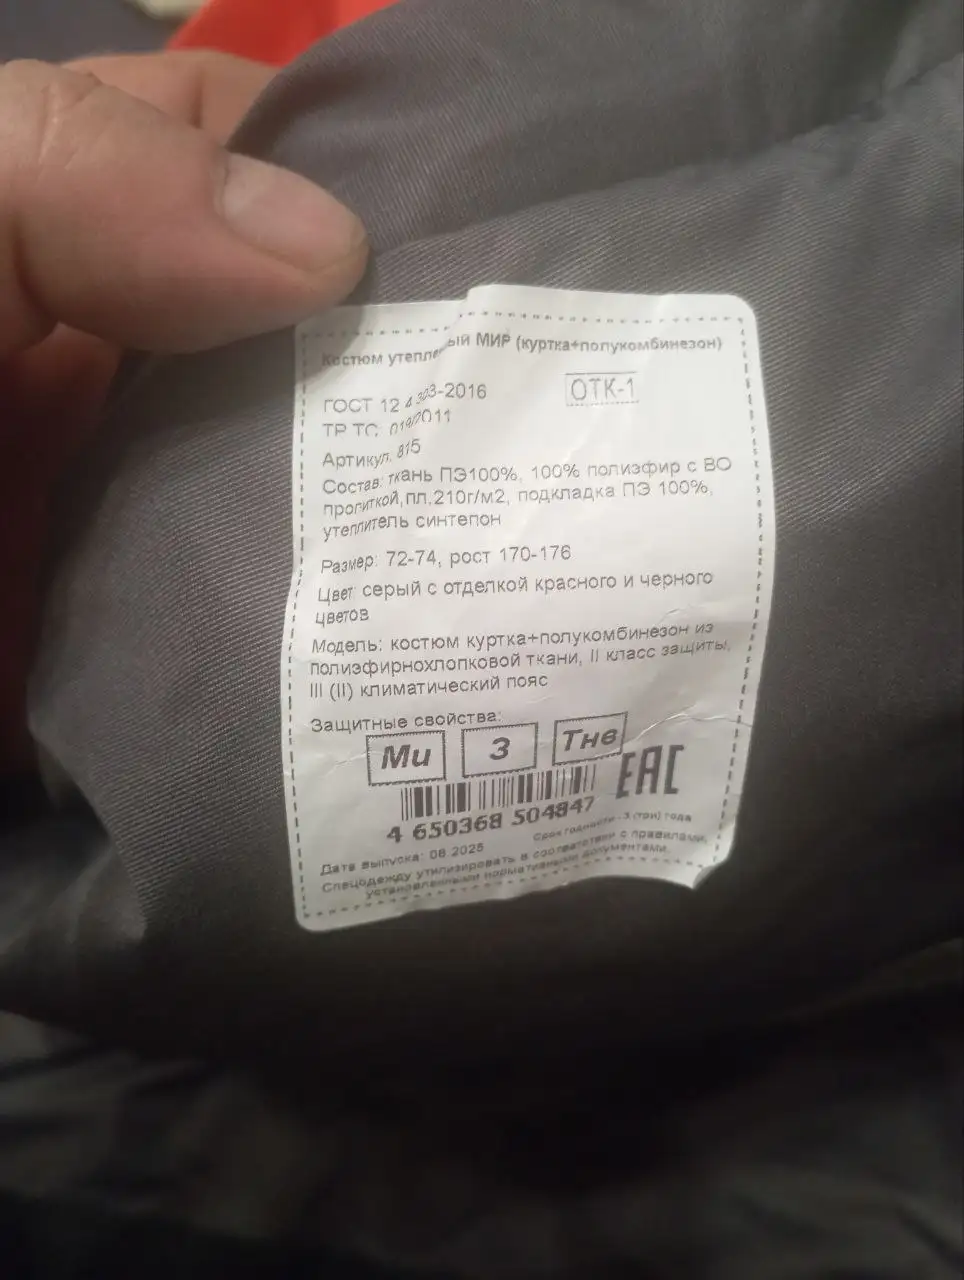 Костюм утепленный МИР (куртка+полукомбинезон)
ГОСТ 12.4.303-2016
ОТК-1
ТР ТС: 019/2011
Артикул: 815
Состав: ткань ПЭ100%, 100% полиэфир с ВО
прогиткой,пл.210г/м2, подкладка ПЭ 100%,
утеплитель синтепон
Размер: 72-74, рост 170-176
Цвет: серый с отделкой красного и черного
цветов
Модель: костюм куртка+полукомбинезон из
полиэфирнохлопковой ткани, II класс защиты,
III (II) климатический пояс
Защитные свойства:
Ми З Тнв
EAC
4 650368 504847
Срок годности - 3 (три) года
Дата выпуска: 08.2025
Спецодежду утилизировать в соответствии с правилами,
установленными нормативными документами.